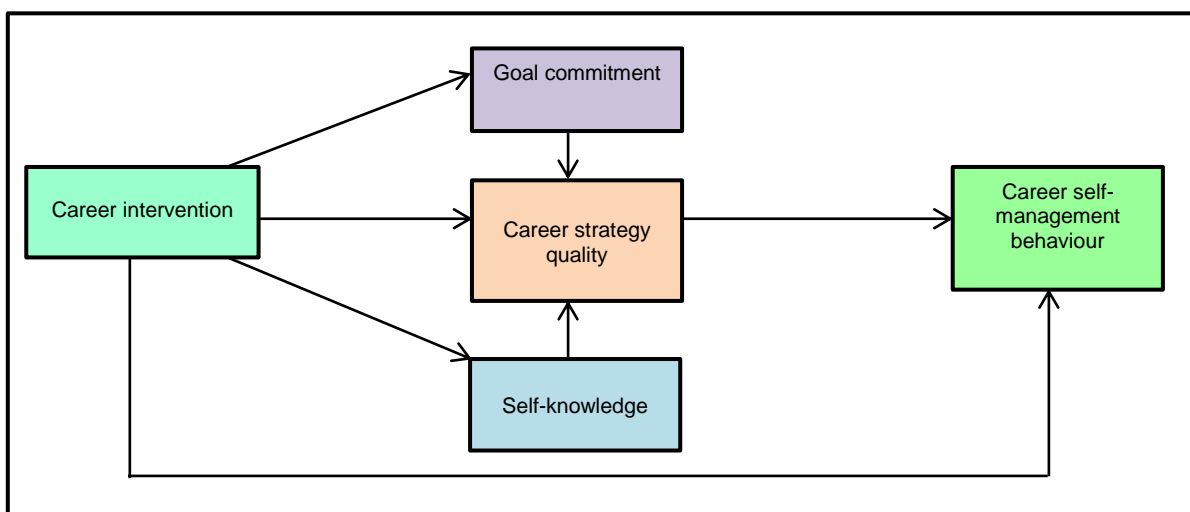 Goal commitment
Career intervention
Career strategy
quality
Career self-
management
behaviour
Self-knowledge